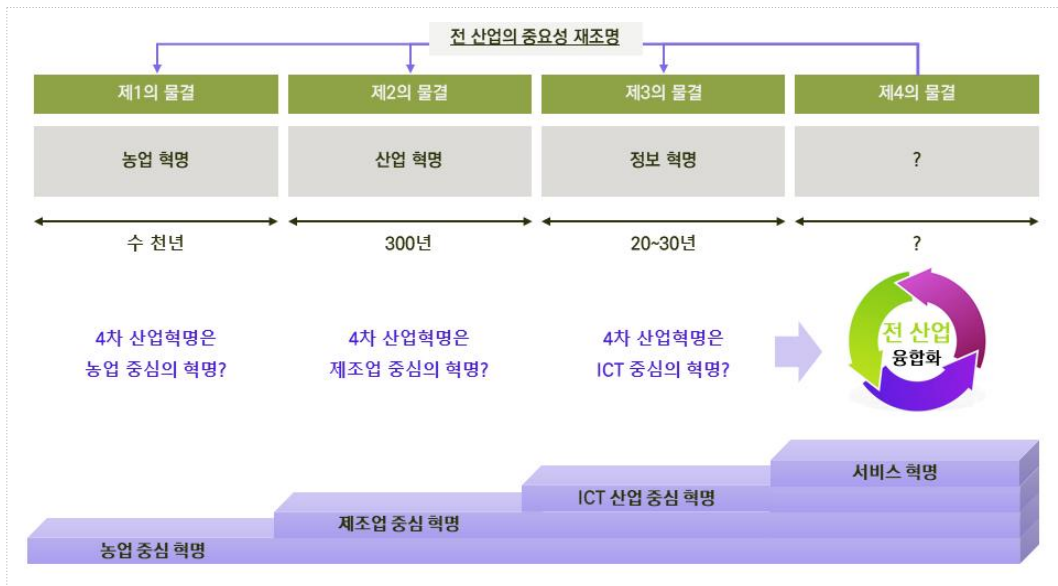 전 산업의 중요성 재조명
제1의 물결
제2의 물결
제3의 물결
제4의 물결
농업 혁명
산업 혁명
정보 혁명
?
수 천년
300년
20~30년
?
4차 산업혁명은
농업 중심의 혁명?
4차 산업혁명은
제조업 중심의 혁명?
4차 산업혁명은
ICT 중심의 혁명?
전 산업
융합화
서비스 혁명
ICT 산업 중심 혁명
제조업 중심 혁명
농업 중심 혁명